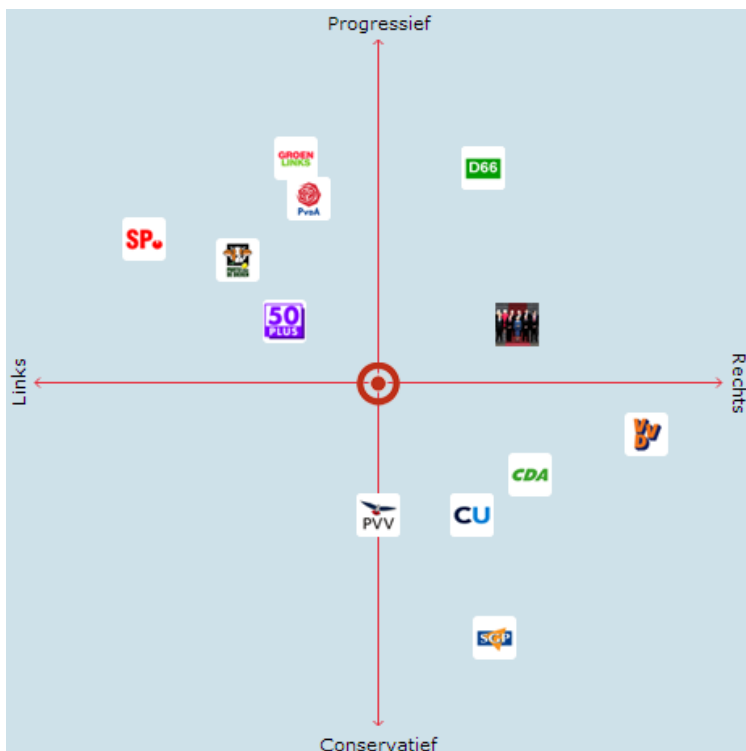 Progressief
GROEN
LINKS
D66
PvdA
SP.
50
PLUS
Links
Rechts
VVD
CDA
PVV
CU
SGP
Conservatief